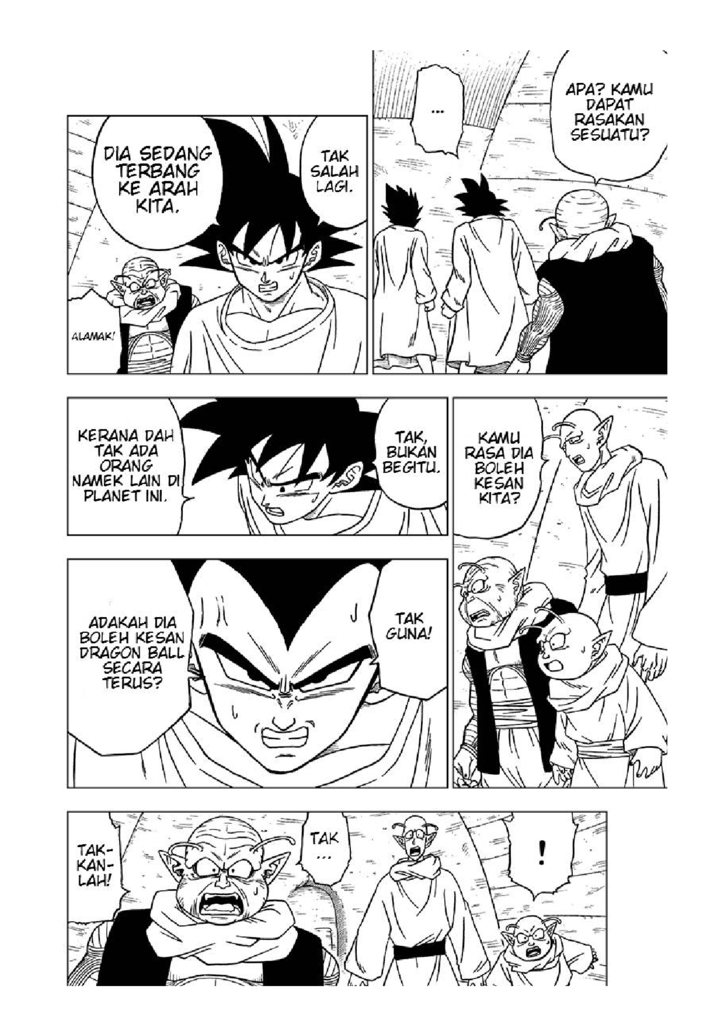 APA? KAMU
DAPAT
RASAKAN
SESUATU?
...
TAK
SALAH
LAGI.
DIA SEDANG
TERBANG
KE ARAH
KITA.
ALAMAK!
KAMU
RASA DIA
BOLEH
KESAN
KITA?
TAK,
BUKAN
BEGITU.
KERANA DAH
TAK ADA
ORANG
NAMEK LAIN DI
PLANET INI.
TAK
GUNA!
ADAKAH DIA
BOLEH KESAN
DRAGON BALL
SECARA
TERUS?
!
TAK
...
TAK-
KAN-
LAH!